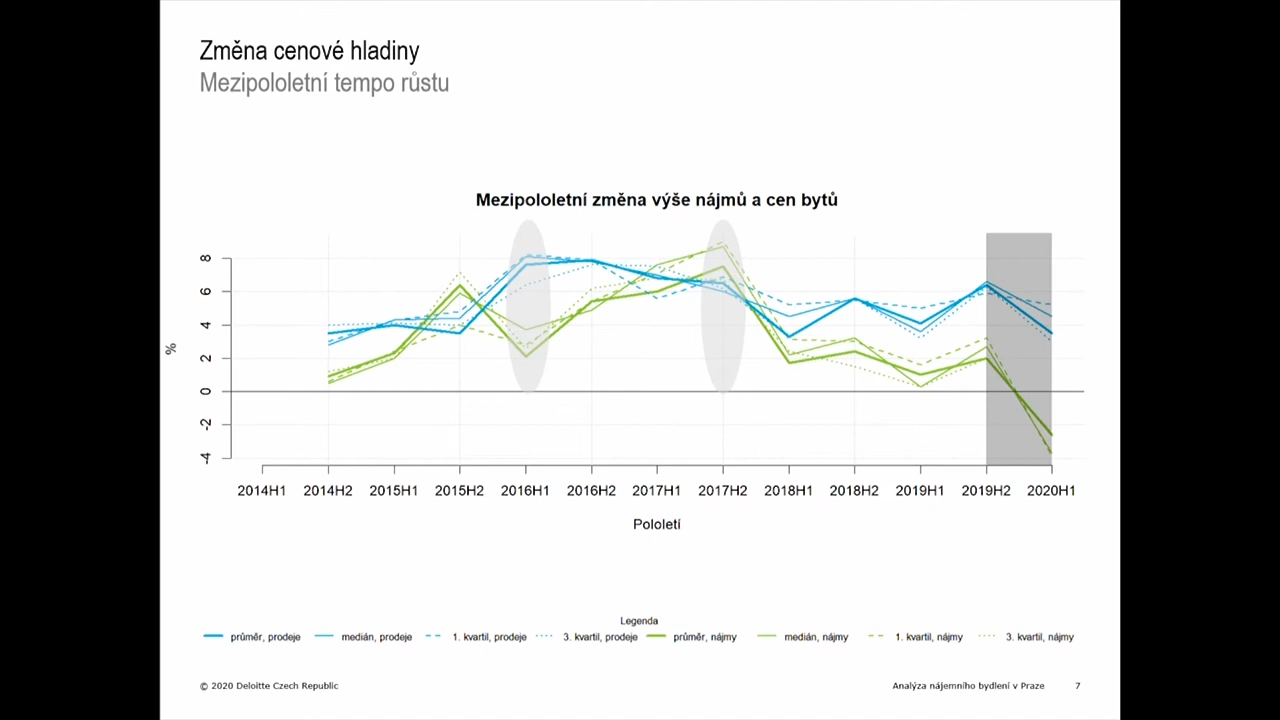 Změna cenové hladiny
Mezipololetní tempo růstu
Mezipololetní změna výše nájmů a cen bytů
8
6
4
2
0
-2
-4
%
2014H1 2014H2 2015H1 2015H2 2016H1 2016H2 2017H1 2017H2 2018H1 2018H2 2019H1 2019H2 2020H1
Pololetí
Legenda
průměr, prodeje medián, prodeje 1. kvartil, prodeje 3. kvartil, prodeje průměr, nájmy medián, nájmy 1. kvartil, nájmy 3. kvartil, nájmy
© 2020 Deloitte Czech Republic Analýza nájemního bydlení v Praze 7